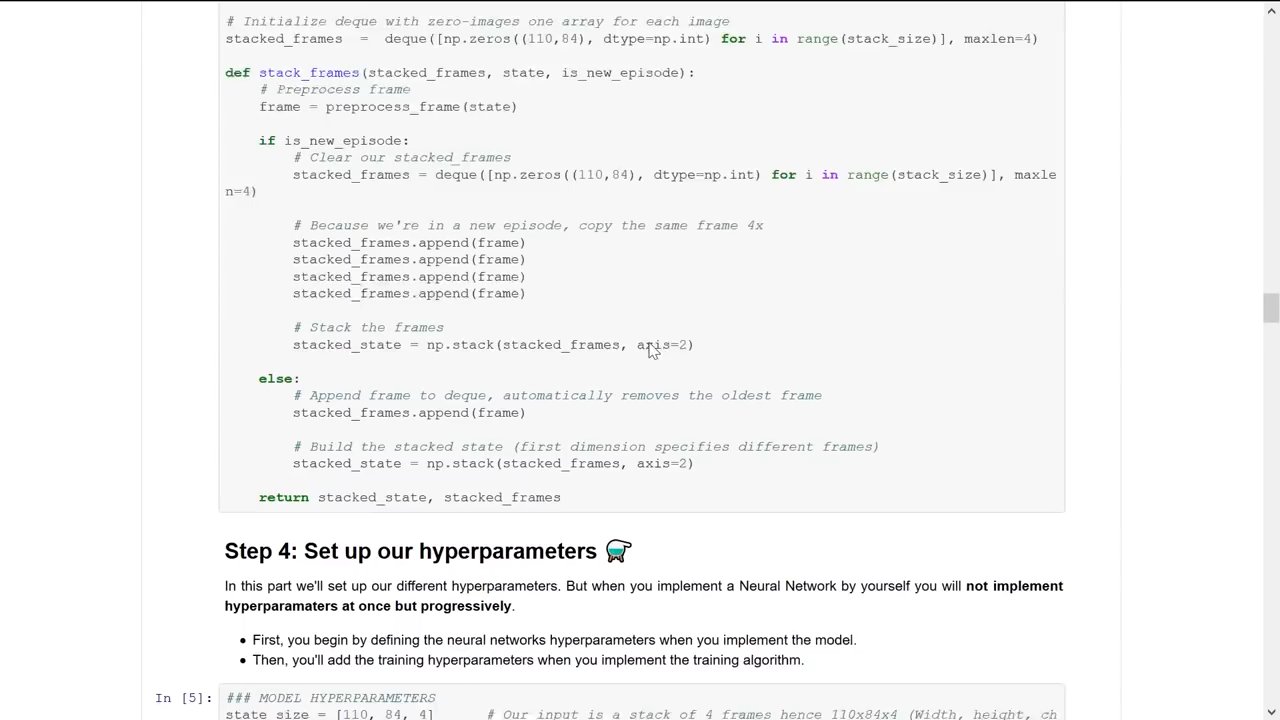 # Initialize deque with zero-images one array for each image
stacked_frames  =  deque([np.zeros((110,84), dtype=np.int) for i in range(stack_size)], maxlen=4)
def stack_frames(stacked_frames, state, is_new_episode):
# Preprocess frame
frame = preprocess_frame(state)
if is_new_episode:
# Clear our stacked_frames
stacked_frames = deque([np.zeros((110,84), dtype=np.int) for i in range(stack_size)], maxle
n=4)
# Because we're in a new episode, copy the same frame 4x
stacked_frames.append(frame)
stacked_frames.append(frame)
stacked_frames.append(frame)
stacked_frames.append(frame)
# Stack the frames
stacked_state = np.stack(stacked_frames, axis=2)
else:
# Append frame to deque, automatically removes the oldest frame
stacked_frames.append(frame)
# Build the stacked state (first dimension specifies different frames)
stacked_state = np.stack(stacked_frames, axis=2)
return stacked_state, stacked_frames
Step 4: Set up our hyperparameters
In this part we'll set up our different hyperparameters. But when you implement a Neural Network by yourself you will not implement
hyperparamaters at once but progressively.
• First, you begin by defining the neural networks hyperparameters when you implement the model.
• Then, you'll add the training hyperparameters when you implement the training algorithm.
In [5]: ### MODEL HYPERPARAMETERS
state_size = [110, 84, 4]      # Our input is a stack of 4 frames hence 110x84x4 (Width, height, ch